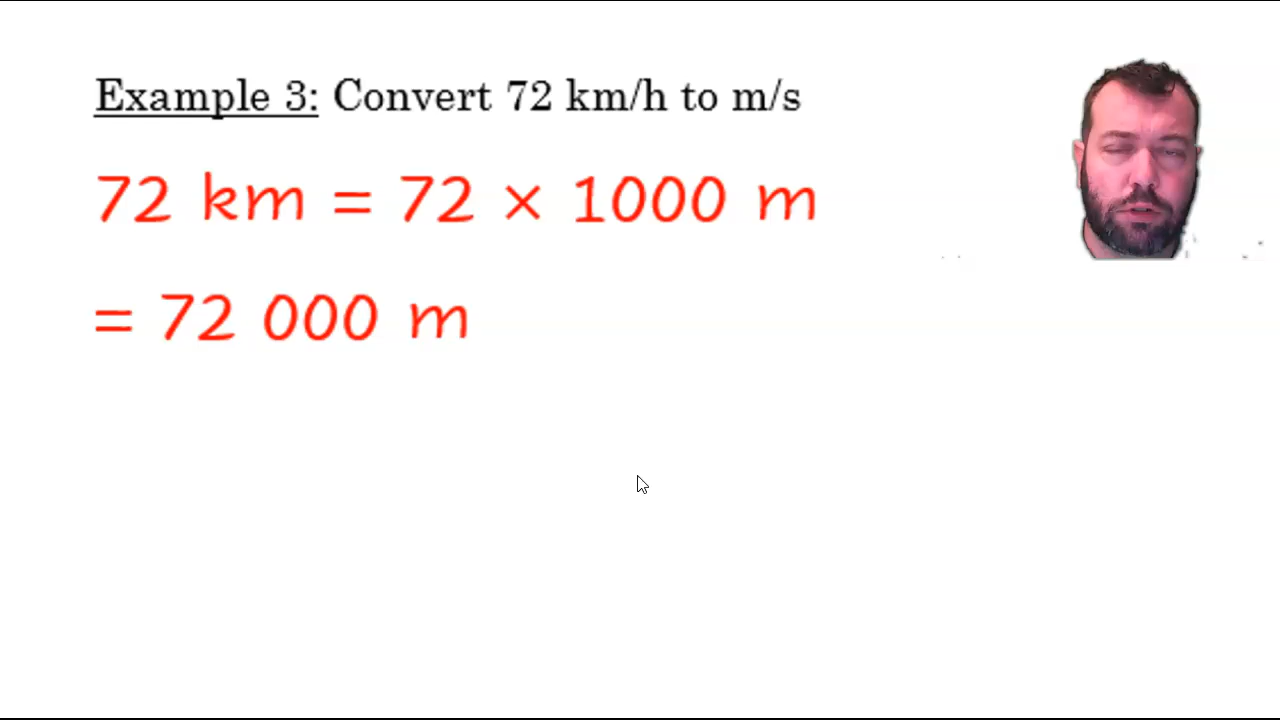 Example 3: Convert 72 km/h to m/s
72 km = 72 × 1000 m
= 72 000 m